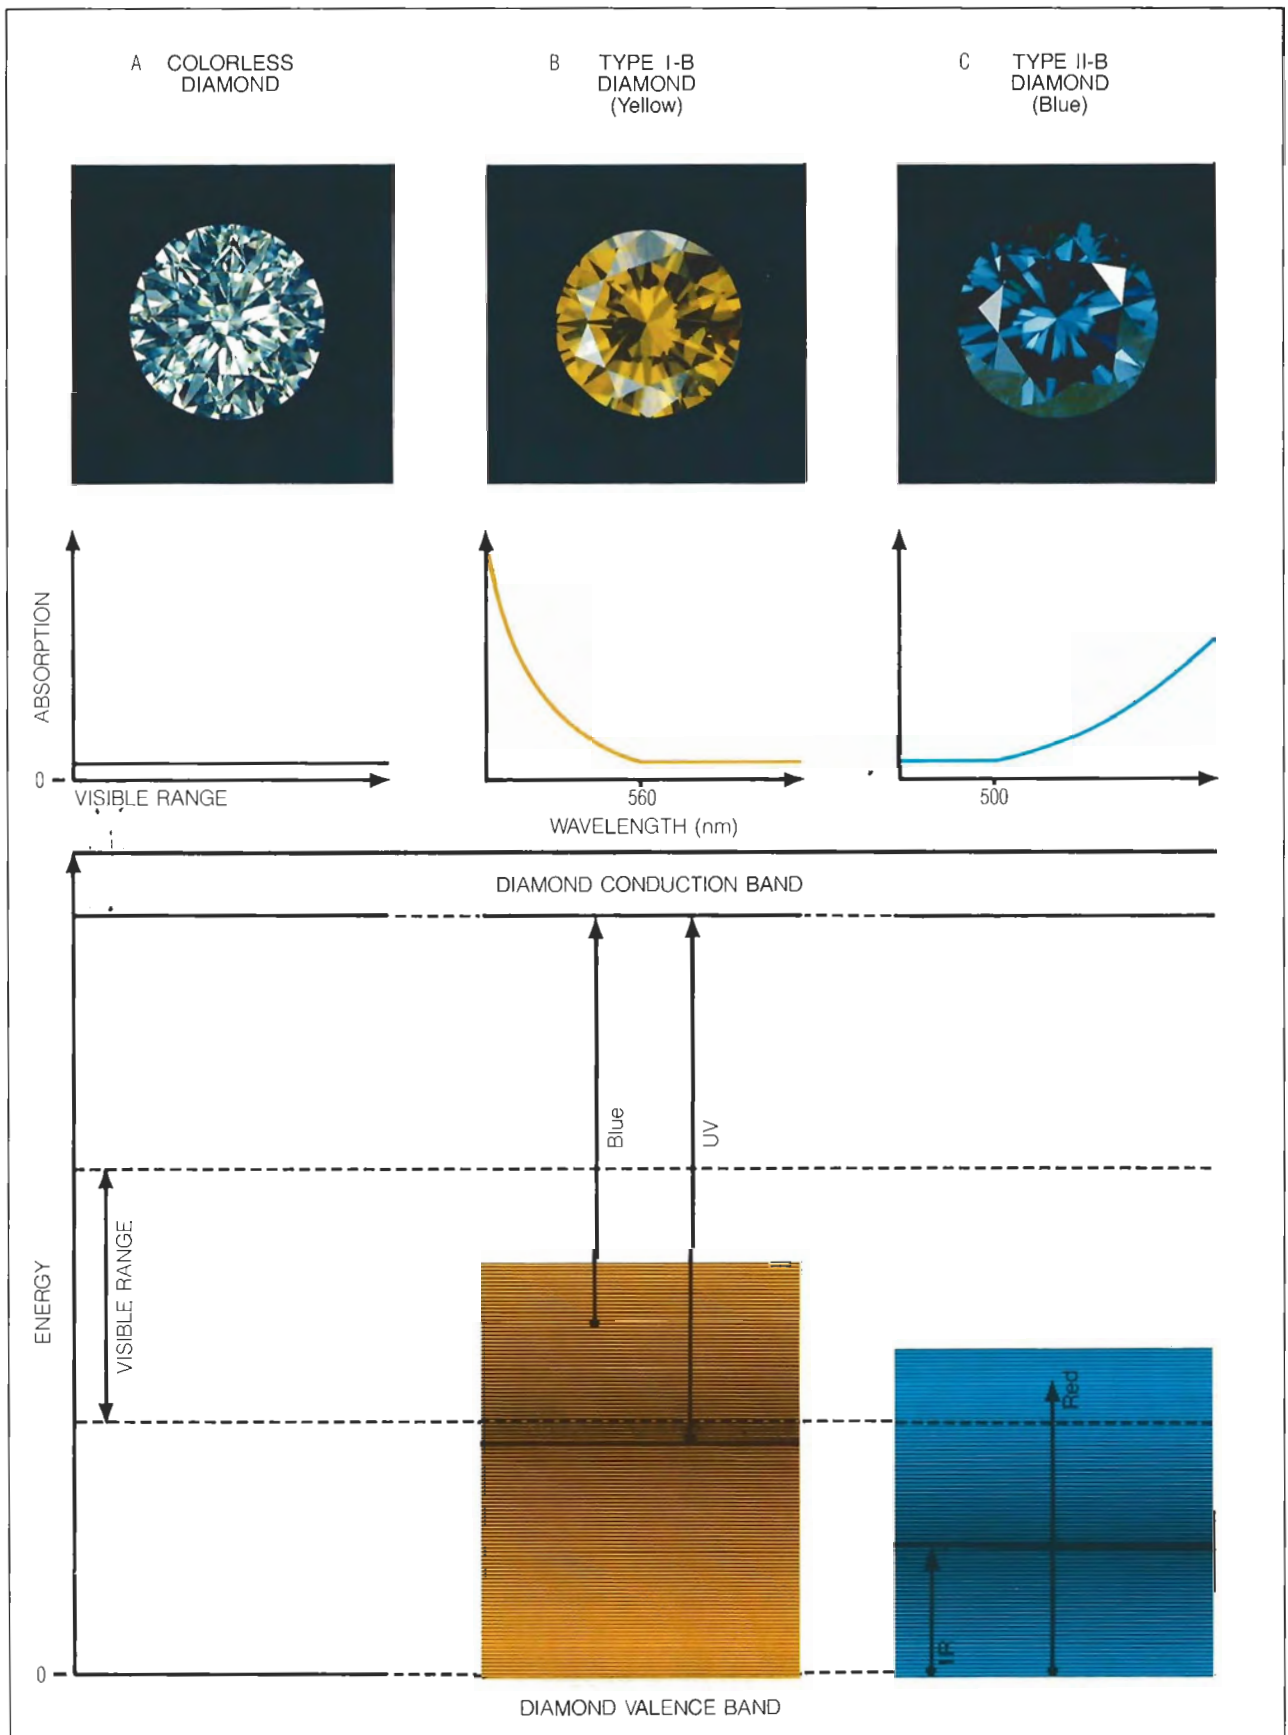 A COLORLESS
DIAMOND
B TYPE I-B
DIAMOND
(Yellow)
C TYPE II-B
DIAMOND
(Blue)
ABSORPTION
0
VISIBLE RANGE
560
500
WAVELENGTH (nm)
DIAMOND CONDUCTION BAND
Blue
UV
VISIBLE RANGE
ENERGY
Red
IR
0
DIAMOND VALENCE BAND